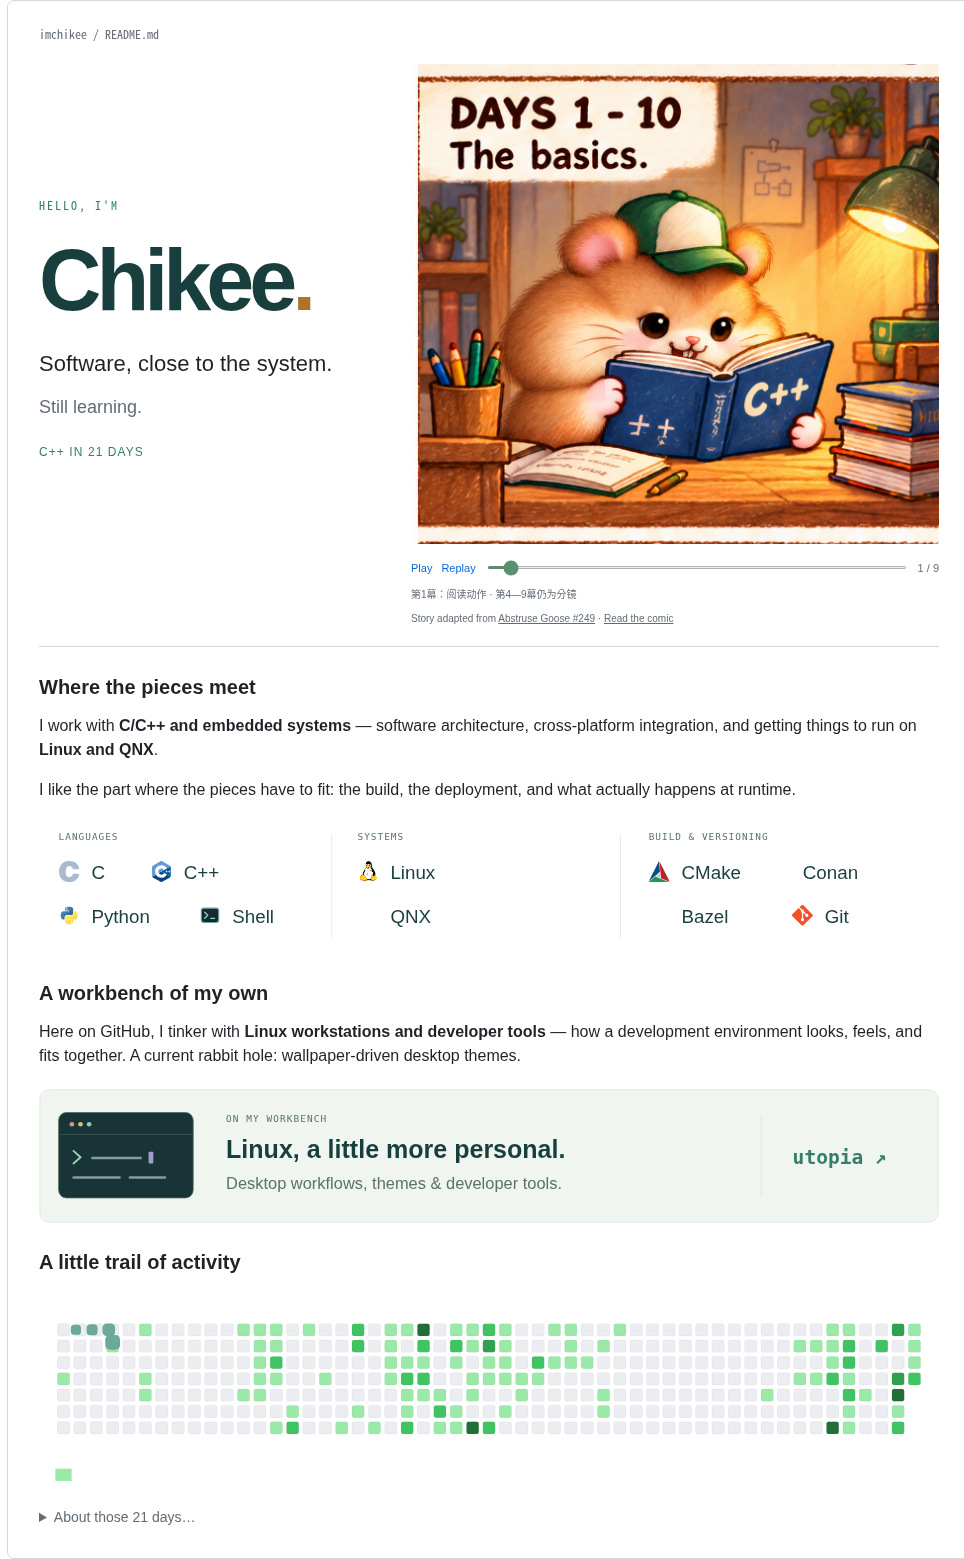 imchikee / README.md
DAYS 1 - 10
The basics.
HELLO, I'M
Chikee.
Software, close to the system.
Still learning.
C++ IN 21 DAYS
C++
++
Play Replay 1 / 9
第1幕：阅读动作 · 第4—9幕仍为分镜
Story adapted from Abstruse Goose #249 · Read the comic
Where the pieces meet
I work with C/C++ and embedded systems — software architecture, cross-platform integration, and getting things to run on
Linux and QNX.
I like the part where the pieces have to fit: the build, the deployment, and what actually happens at runtime.
LANGUAGES
C C++
Python Shell
SYSTEMS
Linux
QNX
BUILD & VERSIONING
CMake Conan
Bazel Git
A workbench of my own
Here on GitHub, I tinker with Linux workstations and developer tools — how a development environment looks, feels, and
fits together. A current rabbit hole: wallpaper-driven desktop themes.
ON MY WORKBENCH
Linux, a little more personal.
Desktop workflows, themes & developer tools.
utopia ↗
A little trail of activity
About those 21 days…